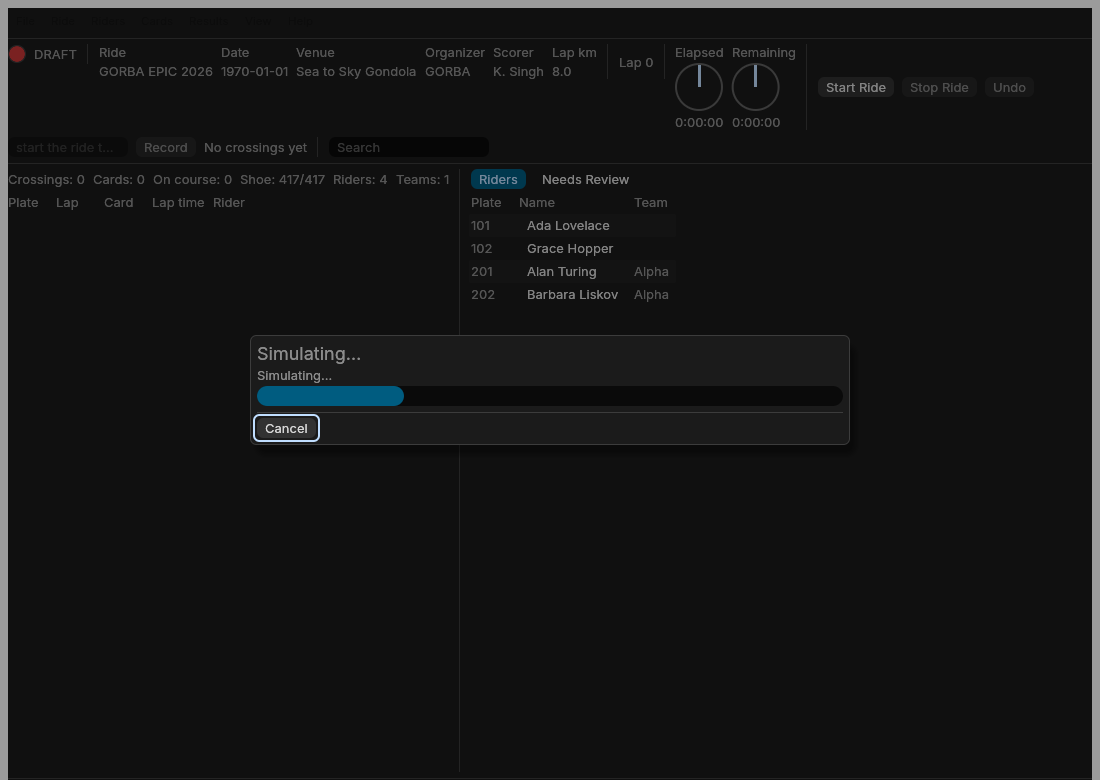 DRAFT
Ride Date Venue Organizer Scorer Lap km
GORBA EPIC 2026 1970-01-01 Sea to Sky Gondola GORBA K. Singh 8.0
Lap 0
Elapsed Remaining
0:00:00 0:00:00
Start Ride Stop Ride Undo
start the ride t... Record No crossings yet Search
Crossings: 0 Cards: 0 On course: 0 Shoe: 417/417 Riders: 4 Teams: 1
Plate Lap Card Lap time Rider
Riders Needs Review
Plate Name Team
101 Ada Lovelace
102 Grace Hopper
201 Alan Turing Alpha
202 Barbara Liskov Alpha
Simulating...
Simulating...
Cancel